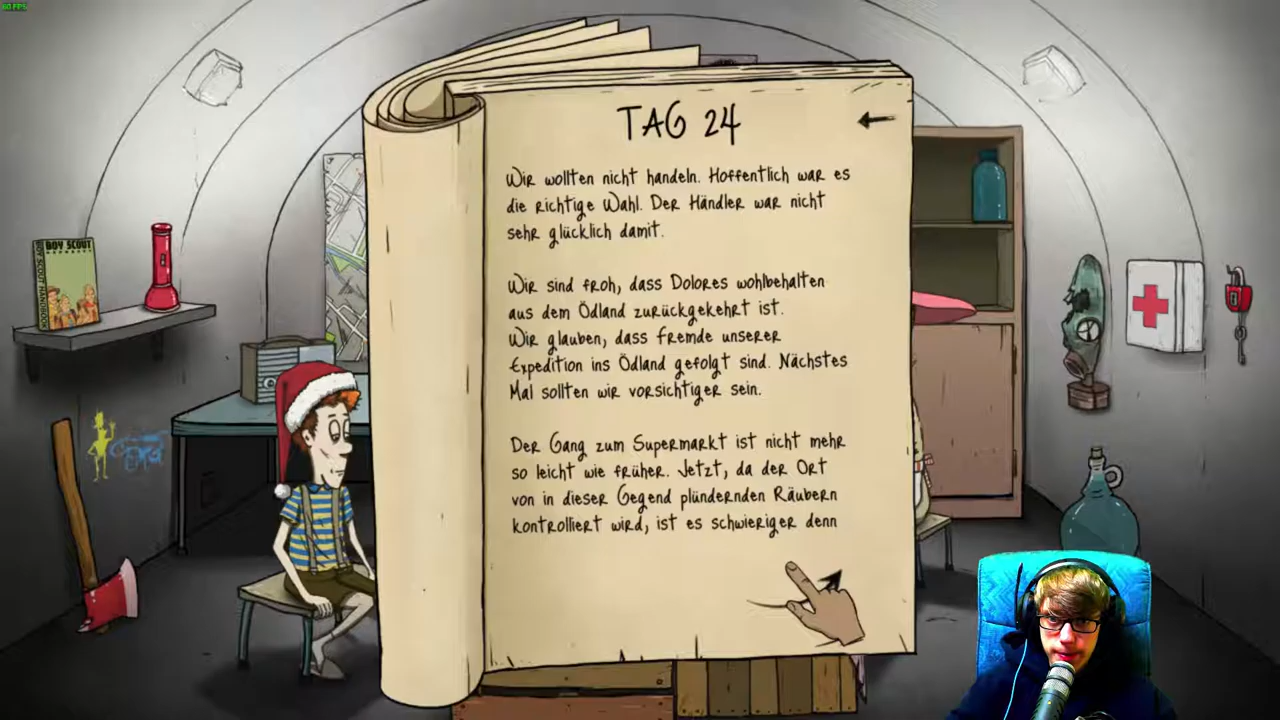 60 FPS
TAG 24
Wir wollten nicht handeln. Hoffentlich war es
die richtige Wahl. Der Händler war nicht
sehr glücklich damit.
Wir sind froh, dass Dolores wohlbehalten
aus dem Ödland zurückgekehrt ist.
Wir glauben, dass Fremde unserer
Expedition ins Ödland gefolgt sind. Nächstes
Mal sollten wir vorsichtiger sein.
Der Gang zum Supermarkt ist nicht mehr
so leicht wie früher. Jetzt, da der Ort
von in dieser Gegend plündernden Räubern
kontrolliert wird, ist es schwieriger denn
BOY SCOUT